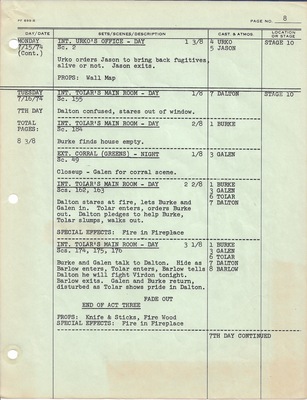 PAGE NO. 8
DAY/DATE SETS/SCENES/DESCRIPTION CAST. & ATMOS LOCATION OR STAGE
MONDAY INT. URKO'S OFFICE - DAY 1 3/8 4 URKO STAGE 10
7/15/74 Sc. 2 5 JASON
(Cont.)
Urko orders Jason to bring back fugitives,
alive or not. Jason exits.
PROPS: Wall Map
TUESDAY INT. TOLAR'S MAIN ROOM - DAY 1/8 7 DALTON STAGE 10
7/16/74 Sc. 155
7TH DAY Dalton confused, stares out of window.
TOTAL INT. TOLAR'S MAIN ROOM - DAY 2/8 1 BURKE
PAGES: Sc. 184
8 3/8 Burke finds house empty.
EXT. CORRAL (GREENS) - NIGHT 1/8 3 GALEN
Sc. 49
Closeup - Galen for corral scene.
INT. TOLAR'S MAIN ROOM - DAY 2 2/8 1 BURKE
Scs. 162, 163 3 GALEN
6 TOLAR
Dalton stares at fire, lets Burke and 7 DALTON
Galen in. Tolar enters, orders Burke
out. Dalton pledges to help Burke,
Tolar slumps, walks out.
SPECIAL EFFECTS: Fire in Fireplace
INT. TOLAR'S MAIN ROOM - DAY 3 1/8 1 BURKE
Scs. 174, 175, 176 3 GALEN
6 TOLAR
Burke and Galen talk to Dalton. Hide as 7 DALTON
Barlow enters, Tolar enters, Barlow tells 8 BARLOW
Dalton he will fight Virdon tonight.
Barlow exits. Galen and Burke return,
disturbed as Tolar shows pride in Dalton.
FADE OUT
END OF ACT THREE
PROPS: Knife & Sticks, Fire Wood
SPECIAL EFFECTS: Fire in Fireplace
7TH DAY CONTINUED